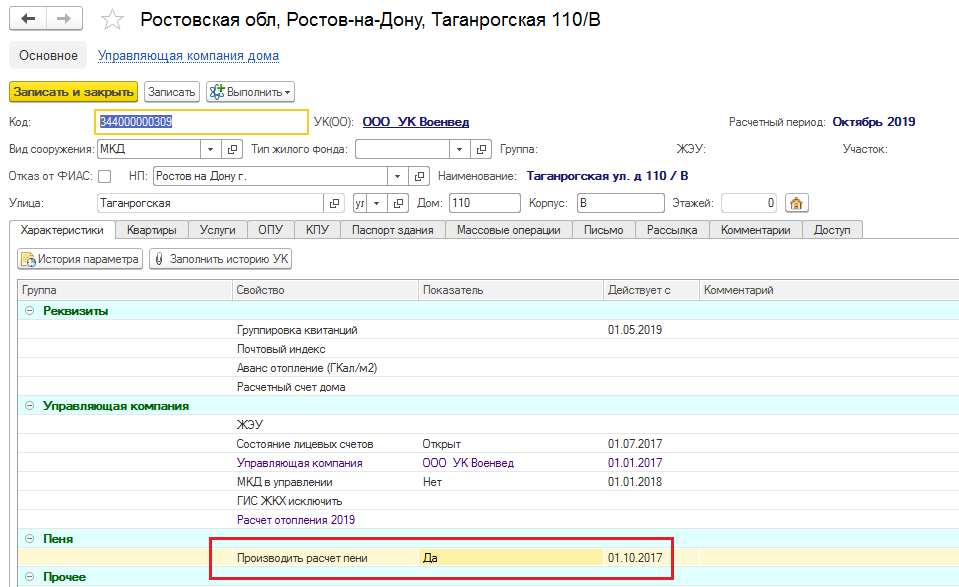 Ростовская обл, Ростов-на-Дону, Таганрогская 110/В
Основное Управляющая компания дома
Записать и закрыть Записать Выполнить
Код: 344000000309 УК(ОО): ООО УК Военвед Расчетный период: Октябрь 2019
Вид сооружения: МКД Тип жилого фонда: Группа: ЖЭУ: Участок:
Отказ от ФИАС: НП: Ростов на Дону г. Наименование: Таганрогская ул. д 110 / В
Улица: Таганрогская ул Дом: 110 Корпус: В Этажей: 0
Характеристики Квартиры Услуги ОПУ КПУ Паспорт здания Массовые операции Письмо Рассылка Комментарии Доступ
История параметра Заполнить историю УК
Группа Свойство Показатель Действует с Комментарий
Реквизиты
Группировка квитанций 01.05.2019
Почтовый индекс
Аванс отопление (ГКал/м2)
Расчетный счет дома
Управляющая компания
ЖЭУ
Состояние лицевых счетов Открыт 01.07.2017
Управляющая компания ООО УК Военвед 01.01.2017
МКД в управлении Нет 01.01.2018
ГИС ЖКХ исключить
Расчет отопления 2019
Пеня
Производить расчет пени Да 01.10.2017
Прочее